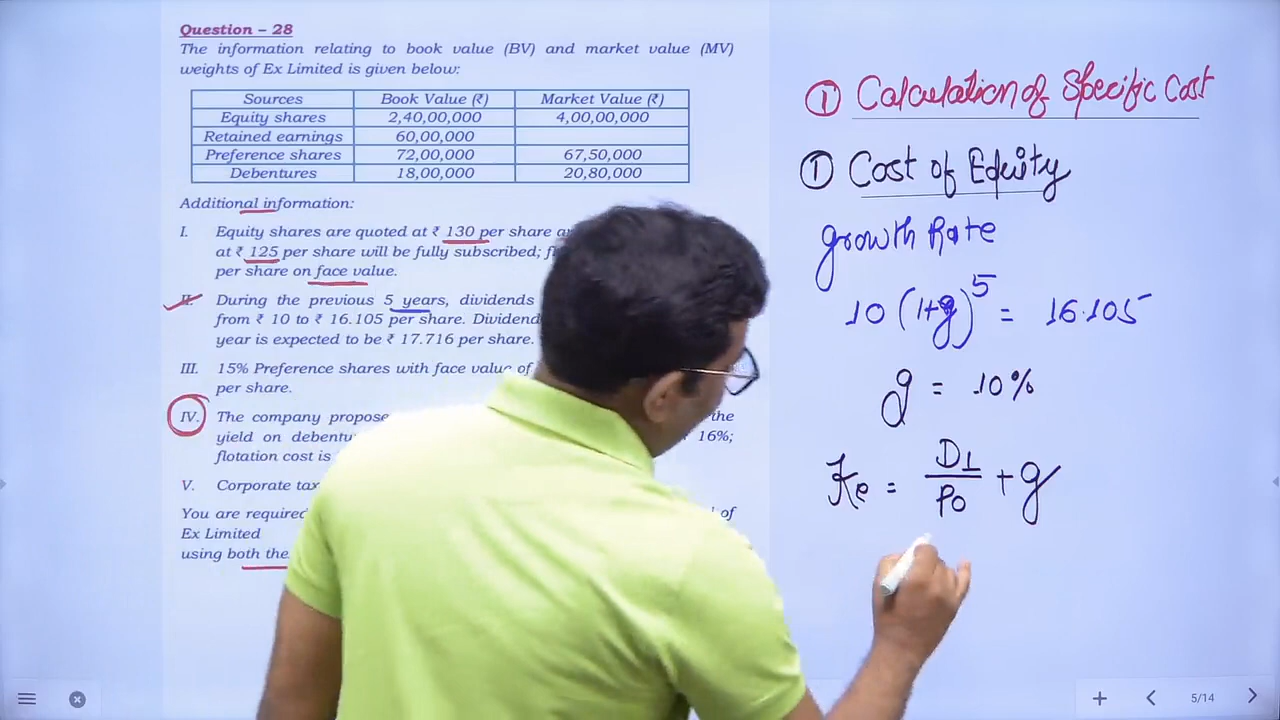 Question – 28
The information relating to book value (BV) and market value (MV)
weights of Ex Limited is given below:
Sources Book Value (₹) Market Value (₹)
Equity shares 2,40,00,000 4,00,00,000
Retained earnings 60,00,000
Preference shares 72,00,000 67,50,000
Debentures 18,00,000 20,80,000
Additional information:
I. Equity shares are quoted at ₹ 130 per share
at ₹ 125 per share will be fully subscribed;
per share on face value.
II. During the previous 5 years, dividends
from ₹ 10 to ₹ 16.105 per share. Dividend
year is expected to be ₹ 17.716 per share.
III. 15% Preference shares with face value of
per share.
IV. The company propose the
yield on 16%;
flotation cost is
V. Corporate tax
You are required of
Ex Limited
using both the
① Calculation of Specific Cost
① Cost of Equity
growth Rate
10 (1+g)^5 = 16.105
g = 10%
Ke = D1/P0 + g
5/14